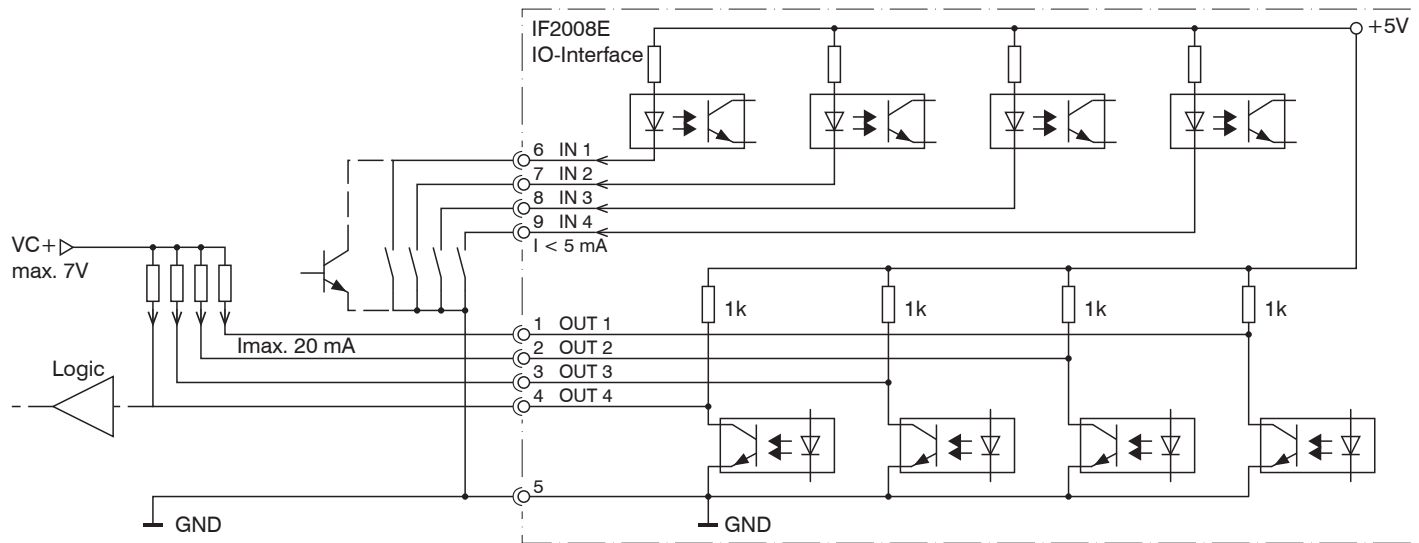 IF2008E
IO-Interface
+5V
6 IN 1
7 IN 2
8 IN 3
9 IN 4
I < 5 mA
VC+
max. 7V
1k
1k
1k
1k
1 OUT 1
Imax. 20 mA
2 OUT 2
Logic
3 OUT 3
4 OUT 4
5
GND
GND